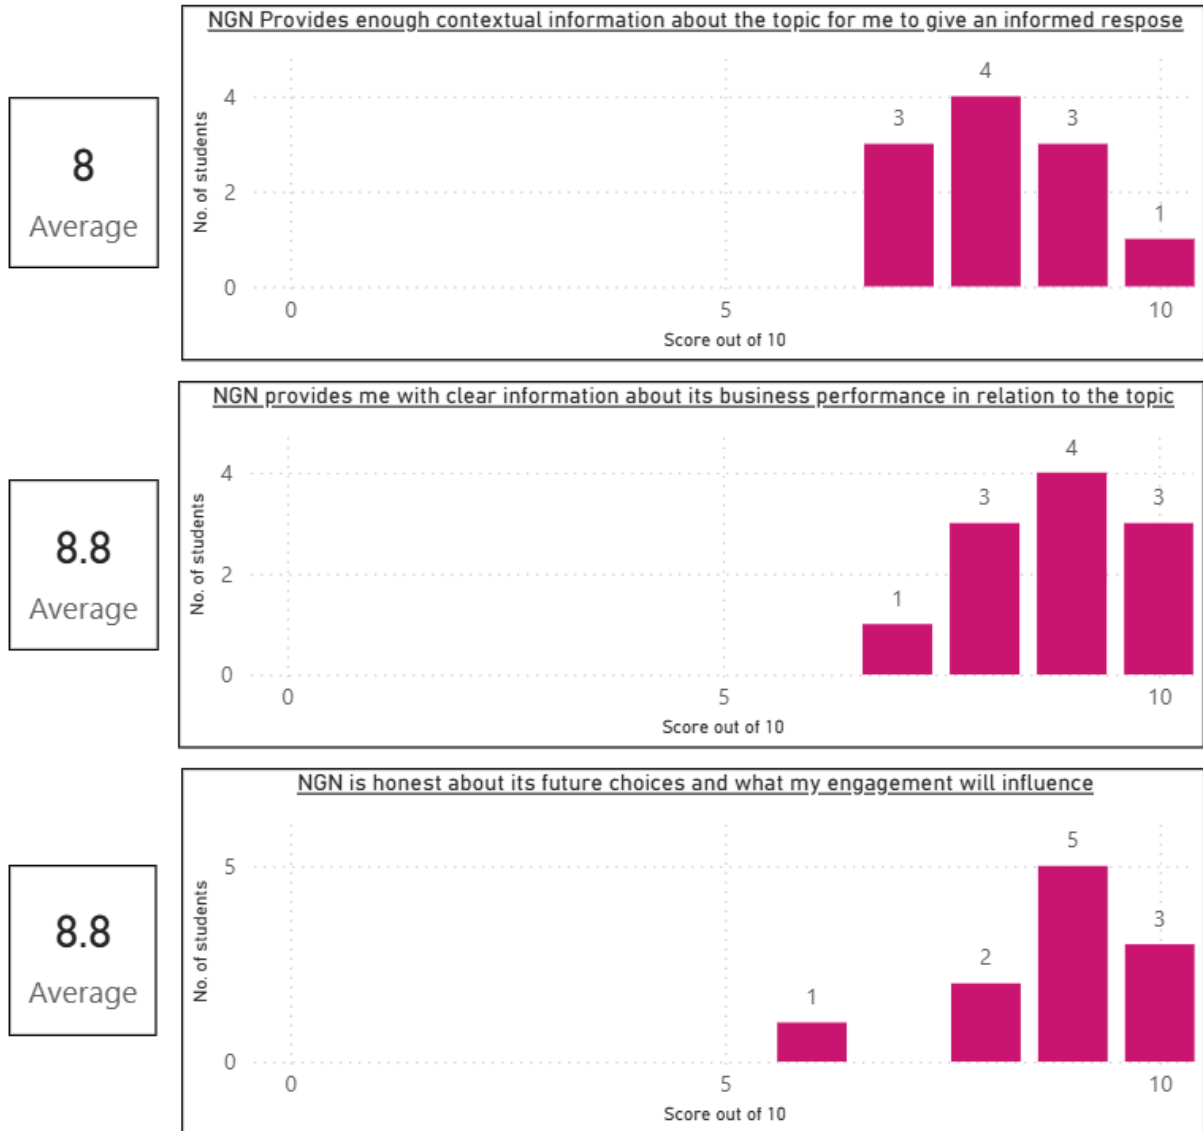 NGN Provides enough contextual information about the topic for me to give an informed respose
8
Average
No. of students
4
2
0
3
4
3
1
0
5
10
Score out of 10
NGN provides me with clear information about its business performance in relation to the topic
8.8
Average
No. of students
4
2
0
1
3
4
3
0
5
10
Score out of 10
NGN is honest about its future choices and what my engagement will influence
8.8
Average
No. of students
5
0
1
2
5
3
0
5
10
Score out of 10